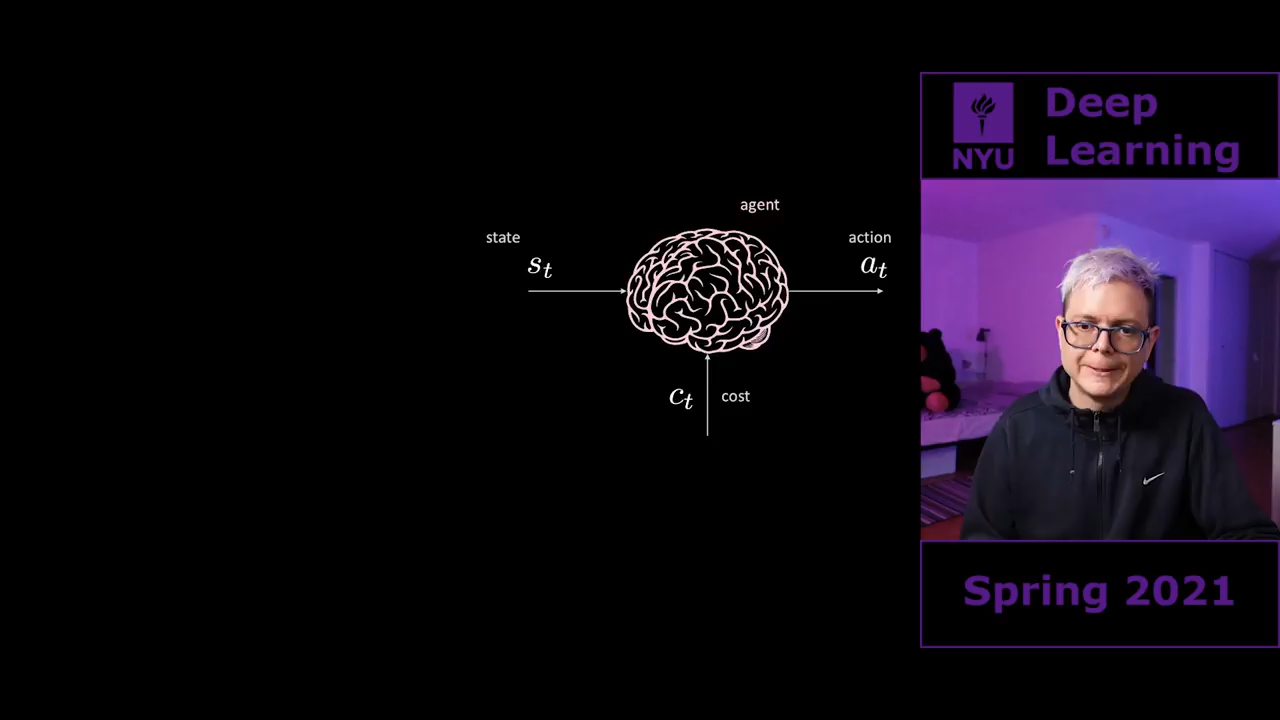 agent
state
action
s_t
a_t
c_t
cost
NYU
Deep
Learning
Spring 2021